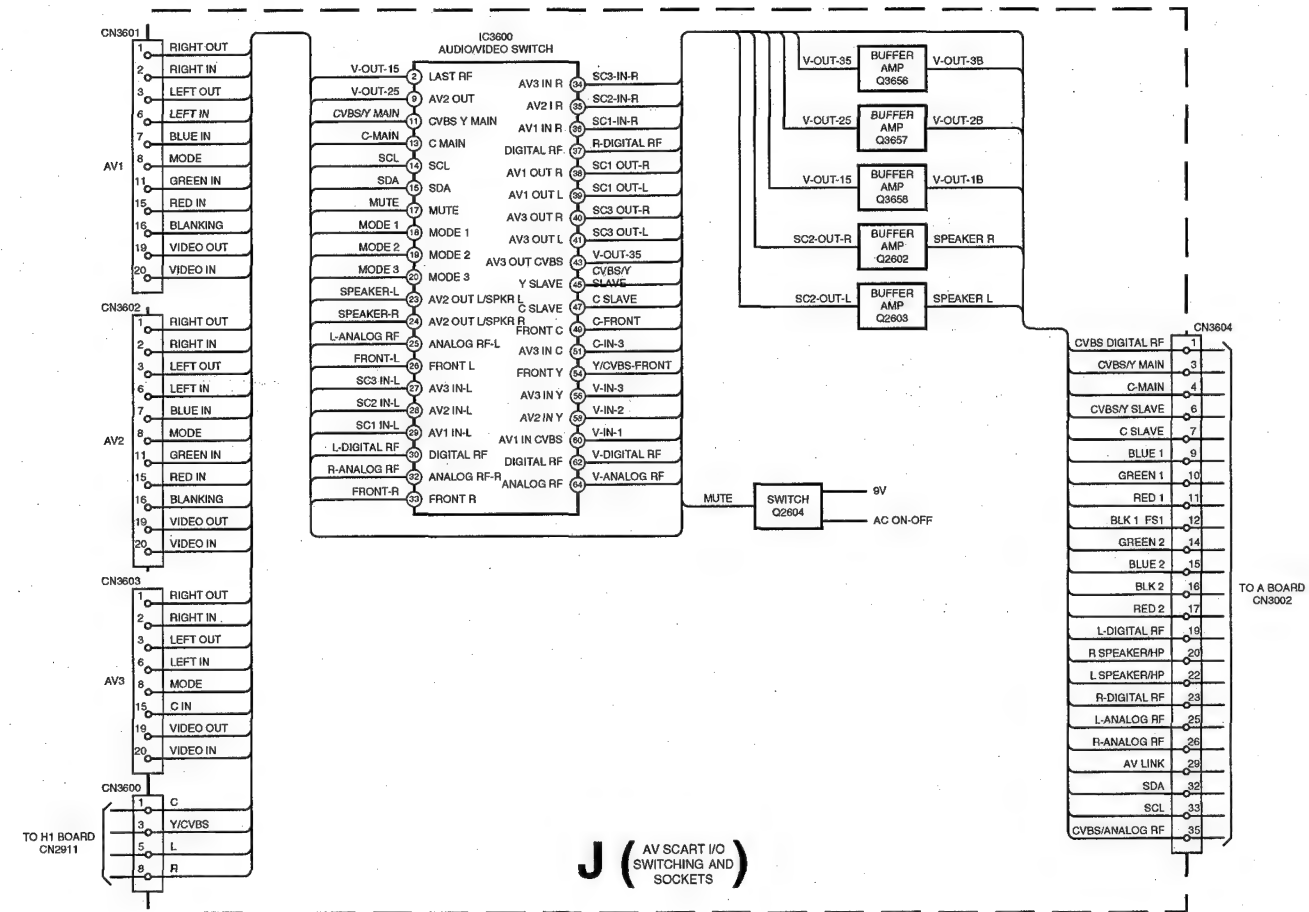 CN3601
1 RIGHT OUT
2 RIGHT IN
3 LEFT OUT
6 LEFT IN
7 BLUE IN
AV1
8 MODE
11 GREEN IN
15 RED IN
16 BLANKING
19 VIDEO OUT
20 VIDEO IN
CN3602
1 RIGHT OUT
2 RIGHT IN
3 LEFT OUT
6 LEFT IN
7 BLUE IN
AV2
8 MODE
11 GREEN IN
15 RED IN
16 BLANKING
19 VIDEO OUT
20 VIDEO IN
CN3603
1 RIGHT OUT
2 RIGHT IN
3 LEFT OUT
6 LEFT IN
AV3
8 MODE
15 C IN
19 VIDEO OUT
20 VIDEO IN
CN3600
1 C
3 Y/CVBS
5 L
8 R
TO H1 BOARD
CN2911
IC3600
AUDIO/VIDEO SWITCH
V-OUT-15 2 LAST RF
V-OUT-25 9 AV2 OUT
CVBS/Y MAIN 11 CVBS Y MAIN
C-MAIN 13 C MAIN
SCL 14 SCL
SDA 15 SDA
MUTE 17 MUTE
MODE 1 18 MODE 1
MODE 2 19 MODE 2
MODE 3 20 MODE 3
SPEAKER-L 23 AV2 OUT L/SPKR L
SPEAKER-R 24 AV2 OUT L/SPKR R
L-ANALOG RF 25 ANALOG RF-L
FRONT-L 26 FRONT L
SC3 IN-L 27 AV3 IN-L
SC2 IN-L 28 AV2 IN-L
SC1 IN-L 29 AV1 IN-L
L-DIGITAL RF 30 DIGITAL RF
R-ANALOG RF 32 ANALOG RF-R
FRONT-R 33 FRONT R
AV3 IN R 34 SC3-IN-R
AV2 I R 35 SC2-IN-R
AV1 IN R 36 SC1-IN-R
DIGITAL RF 37 R-DIGITAL RF
AV1 OUT R 38 SC1 OUT-R
AV1 OUT L 39 SC1 OUT-L
AV3 OUT R 40 SC3 OUT-R
AV3 OUT L 41 SC3 OUT-L
AV3 OUT CVBS 43 V-OUT-35
Y SLAVE 45 CVBS/Y
SLAVE
C SLAVE 47 C SLAVE
FRONT C 49 C-FRONT
AV3 IN C 51 C-IN-3
FRONT Y 54 Y/CVBS-FRONT
AV3 IN Y 56 V-IN-3
AV2 IN Y 58 V-IN-2
AV1 IN CVBS 60 V-IN-1
DIGITAL RF 62 V-DIGITAL RF
ANALOG RF 64 V-ANALOG RF
V-OUT-35 BUFFER AMP Q3656 V-OUT-3B
V-OUT-25 BUFFER AMP Q3657 V-OUT-2B
V-OUT-15 BUFFER AMP Q3658 V-OUT-1B
SC2-OUT-R BUFFER AMP Q2602 SPEAKER R
SC2-OUT-L BUFFER AMP Q2603 SPEAKER L
MUTE SWITCH Q2604 9V
AC ON-OFF
CN3604
CVBS DIGITAL RF 1
CVBS/Y MAIN 3
C-MAIN 4
CVBS/Y SLAVE 6
C SLAVE 7
BLUE 1 9
GREEN 1 10
RED 1 11
BLK 1 FS1 12
GREEN 2 14
BLUE 2 15
BLK 2 16
RED 2 17
L-DIGITAL RF 19
R SPEAKER/HP 20
L SPEAKER/HP 22
R-DIGITAL RF 23
L-ANALOG RF 25
R-ANALOG RF 26
AV LINK 29
SDA 32
SCL 33
CVBS/ANALOG RF 35
TO A BOARD
CN3002
J ( AV SCART I/O
SWITCHING AND
SOCKETS )